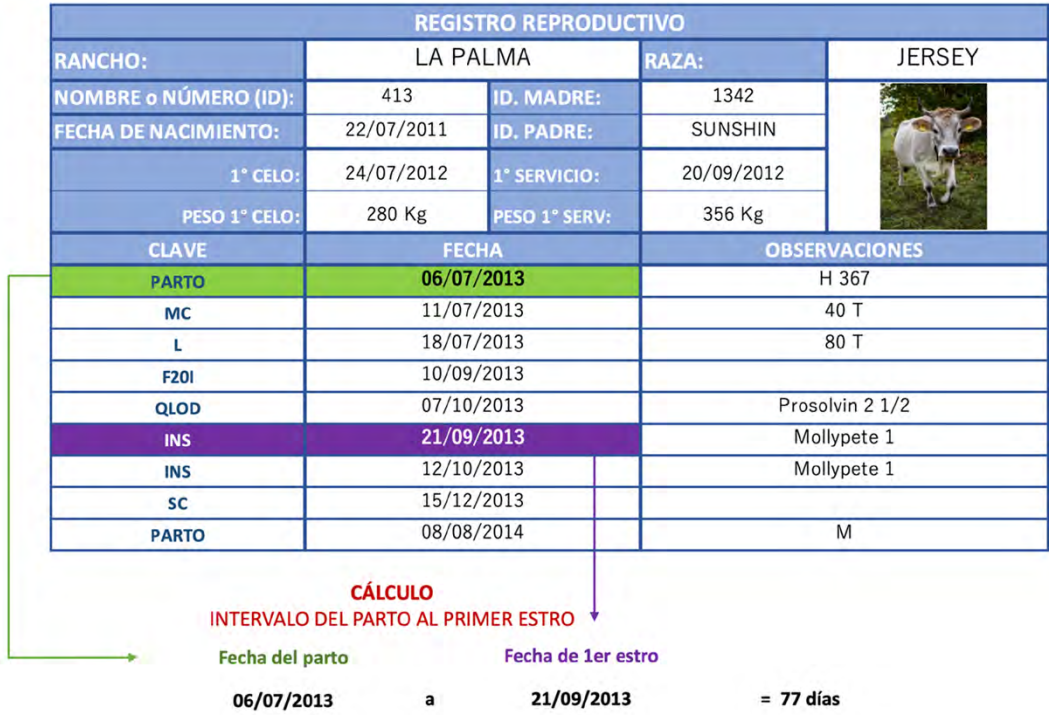 REGISTRO REPRODUCTIVO
RANCHO: LA PALMA RAZA: JERSEY
NOMBRE o NÚMERO (ID): 413 ID. MADRE: 1342
FECHA DE NACIMIENTO: 22/07/2011 ID. PADRE: SUNSHIN
1° CELO: 24/07/2012 1° SERVICIO: 20/09/2012
PESO 1° CELO: 280 Kg PESO 1° SERV: 356 Kg
CLAVE FECHA OBSERVACIONES
PARTO 06/07/2013 H 367
MC 11/07/2013 40 T
L 18/07/2013 80 T
F20I 10/09/2013
QLOD 07/10/2013 Prosolvin 2 1/2
INS 21/09/2013 Mollypete 1
INS 12/10/2013 Mollypete 1
SC 15/12/2013
PARTO 08/08/2014 M
CÁLCULO
INTERVALO DEL PARTO AL PRIMER ESTRO
Fecha del parto Fecha de 1er estro
06/07/2013 a 21/09/2013 = 77 días